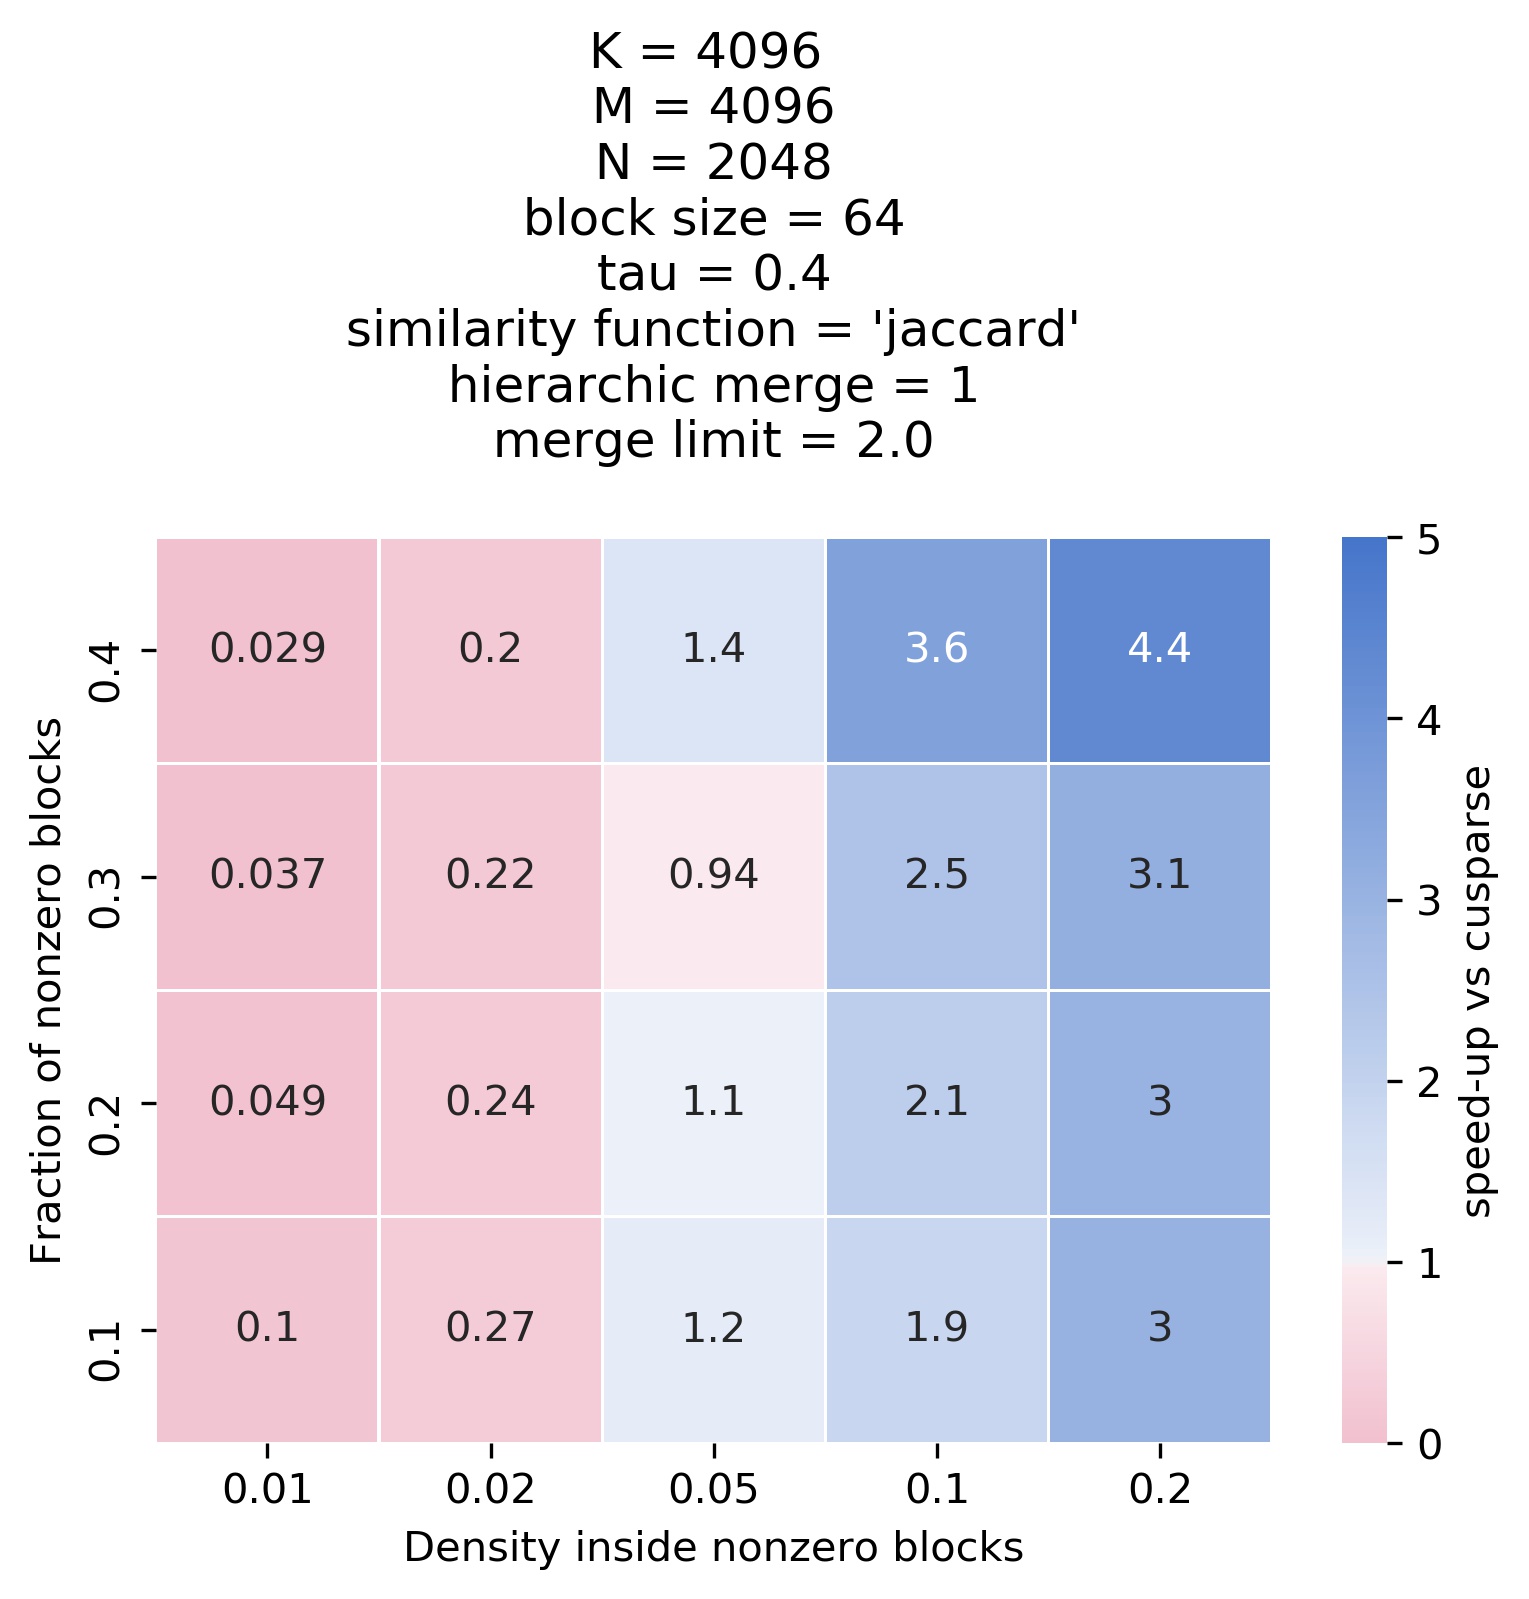 K = 4096
M = 4096
N = 2048
block size = 64
tau = 0.4
similarity function = 'jaccard'
hierarchic merge = 1
merge limit = 2.0
Fraction of nonzero blocks
0.4
0.029 0.2 1.4 3.6 4.4
0.3
0.037 0.22 0.94 2.5 3.1
0.2
0.049 0.24 1.1 2.1 3
0.1
0.1 0.27 1.2 1.9 3
0.01 0.02 0.05 0.1 0.2
Density inside nonzero blocks
5
4
3
2
1
0
speed-up vs cusparse